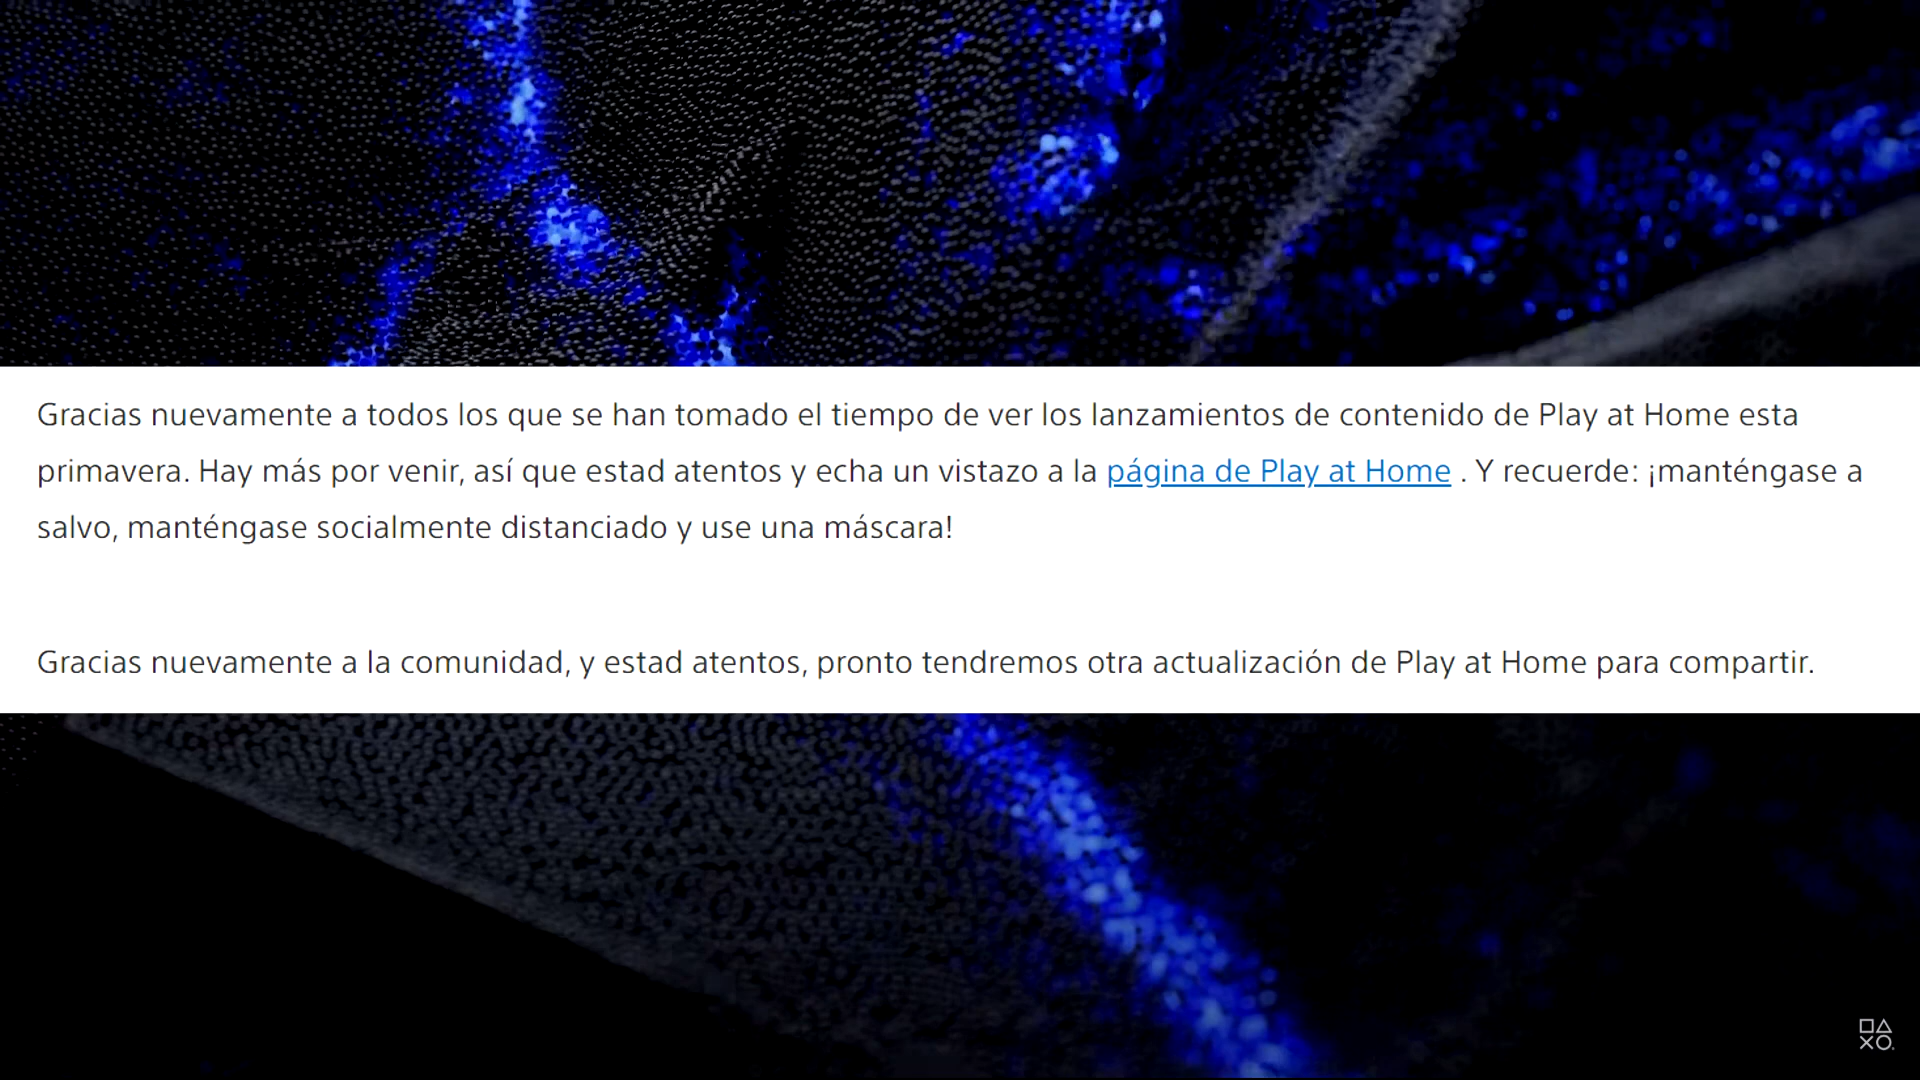 Gracias nuevamente a todos los que se han tomado el tiempo de ver los lanzamientos de contenido de Play at Home esta
primavera. Hay más por venir, así que estad atentos y echa un vistazo a la página de Play at Home . Y recuerde: ¡manténgase a
salvo, manténgase socialmente distanciado y use una máscara!
Gracias nuevamente a la comunidad, y estad atentos, pronto tendremos otra actualización de Play at Home para compartir.